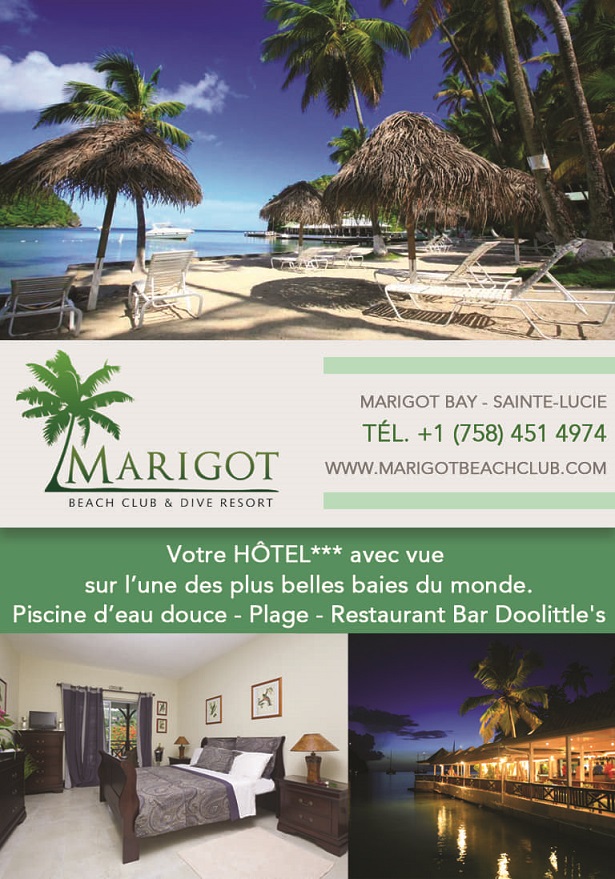 MARIGOT
BEACH CLUB & DIVE RESORT
MARIGOT BAY - SAINTE-LUCIE
TÉL. +1 (758) 451 4974
WWW.MARIGOTBEACHCLUB.COM
Votre HÔTEL*** avec vue
sur l'une des plus belles baies du monde.
Piscine d'eau douce - Plage - Restaurant Bar Doolittle's